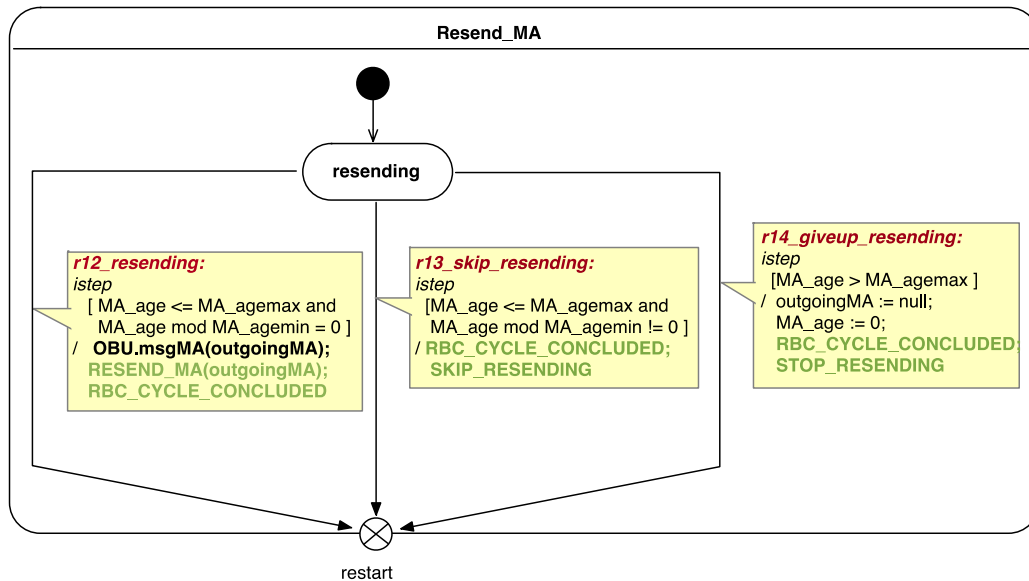 Resend_MA
resending
r12_resending:
istep
[ MA_age <= MA_agemax and
MA_age mod MA_agemin = 0 ]
/ OBU.msgMA(outgoingMA);
RESEND_MA(outgoingMA);
RBC_CYCLE_CONCLUDED
r13_skip_resending:
istep
[MA_age <= MA_agemax and
MA_age mod MA_agemin != 0 ]
/ RBC_CYCLE_CONCLUDED;
SKIP_RESENDING
r14_giveup_resending:
istep
[MA_age > MA_agemax ]
/ outgoingMA := null;
MA_age := 0;
RBC_CYCLE_CONCLUDED;
STOP_RESENDING
restart